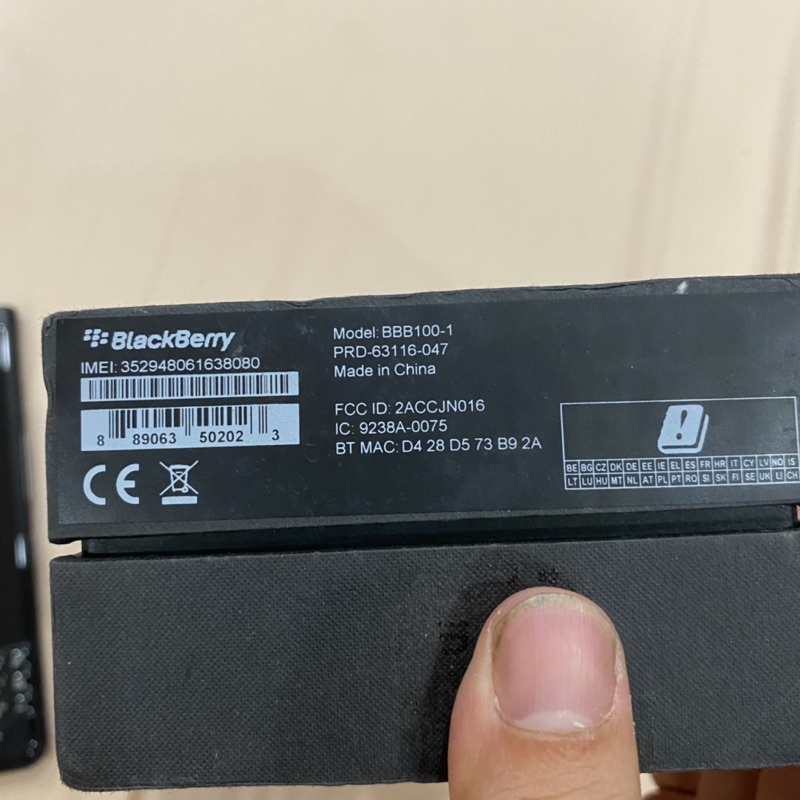 BlackBerry
IMEI: 352948061638080
8 89063 50202 3
CE
Model: BBB100-1
PRD-63116-047
Made in China
FCC ID: 2ACCJN016
IC: 9238A-0075
BT MAC: D4 28 D5 73 B9 2A
BE BG CZ DK DE EE IE EL ES FR HR IT CY LV NO IS
LT LU HU MT NL AT PL PT RO SI SK FI SE UK LI CH